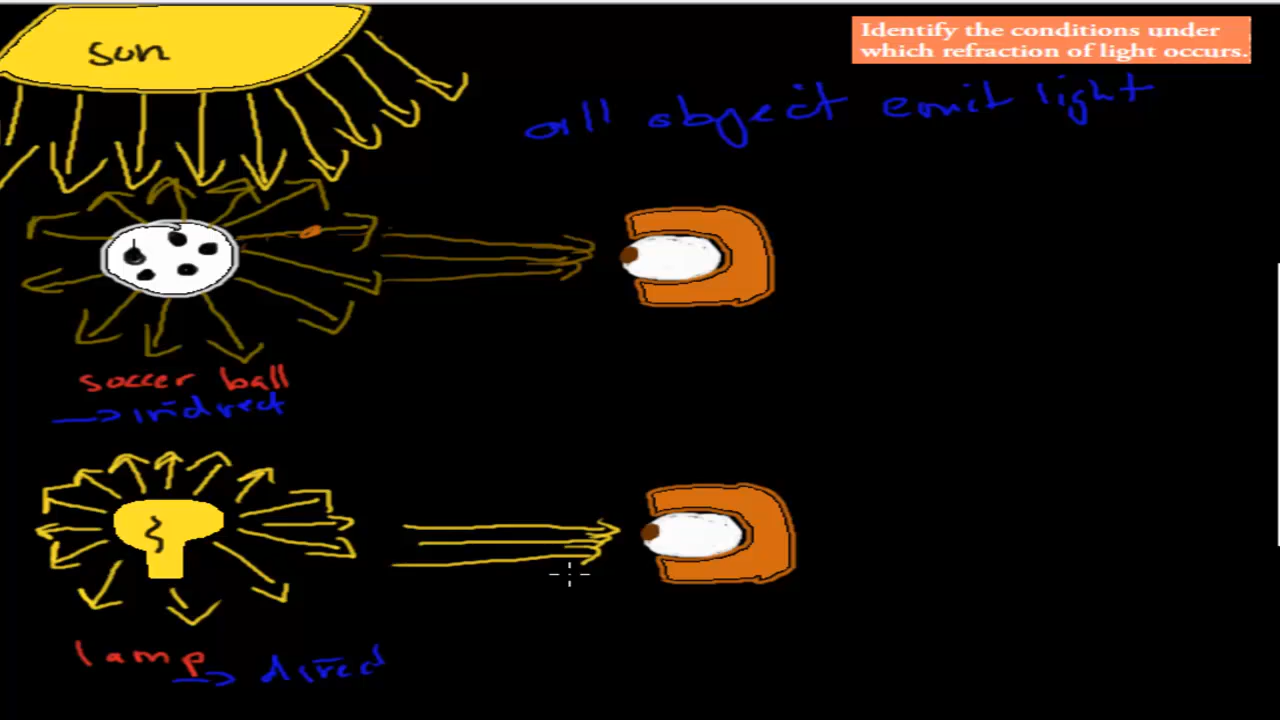 sun
Identify the conditions under
which refraction of light occurs.
all object emit light
soccer ball
→ indirect
lamp
→ direct